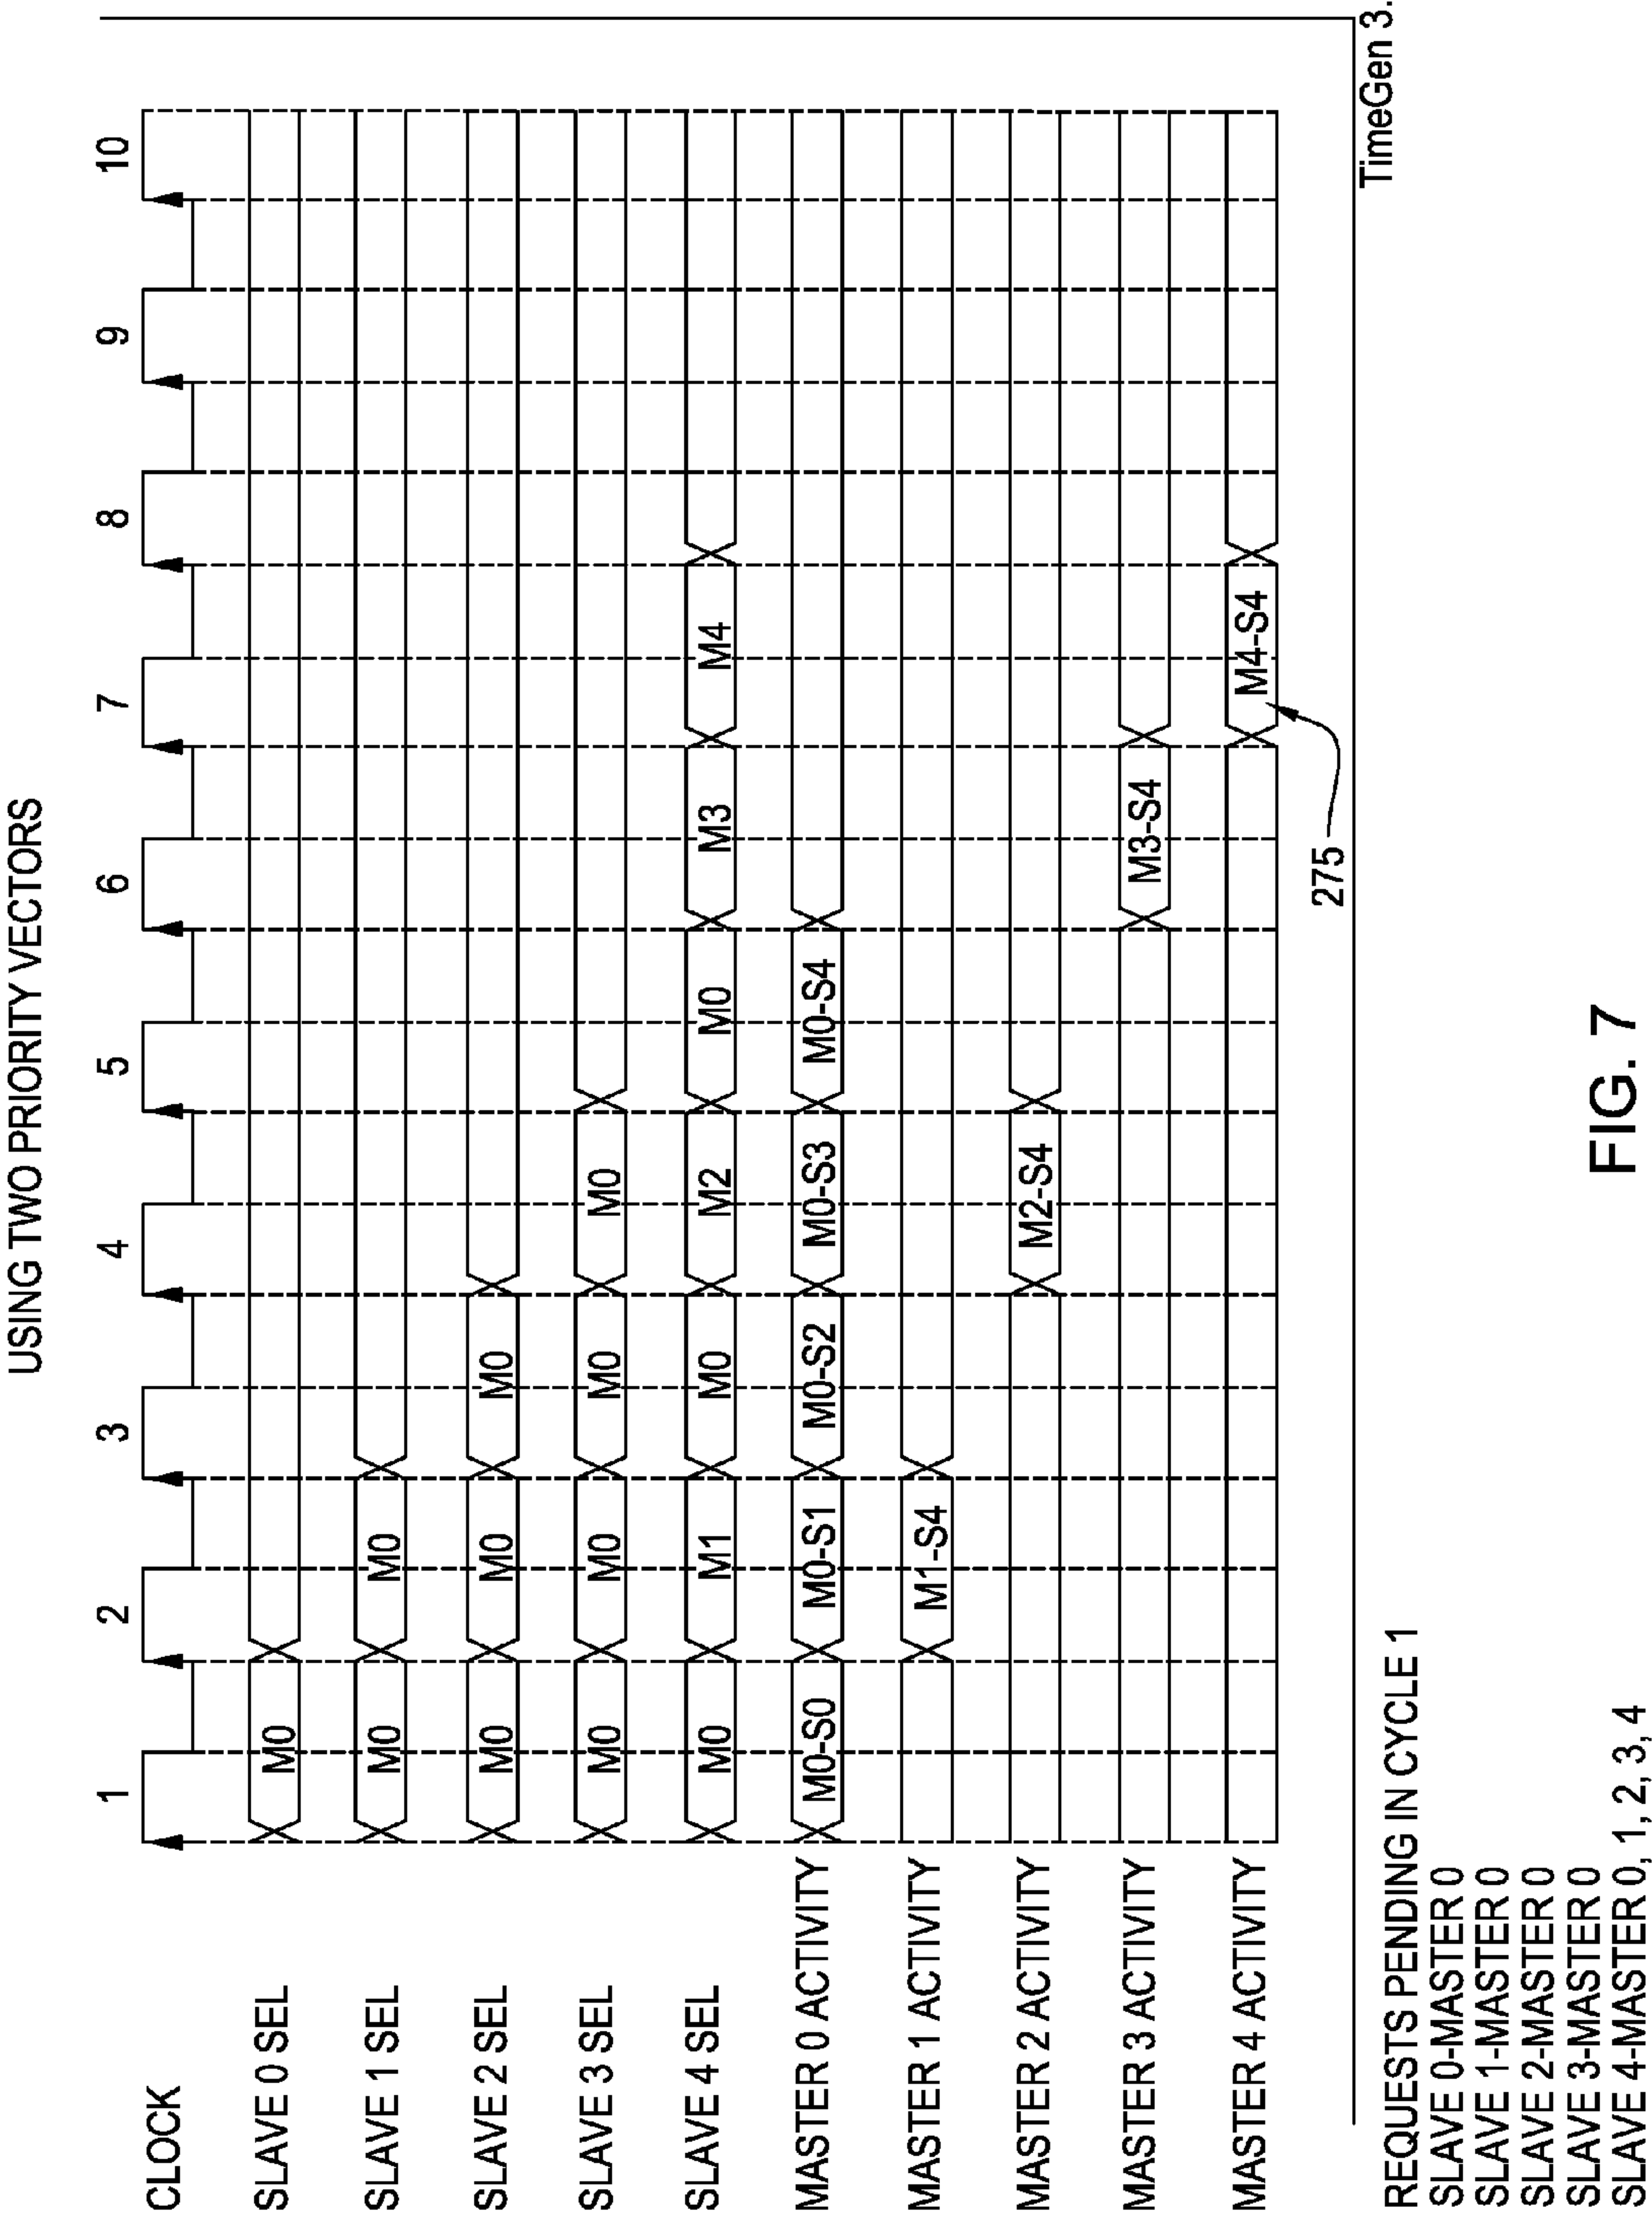 USING TWO PRIORITY VECTORS
1 2 3 4 5 6 7 8 9 10
CLOCK
SLAVE 0 SEL M0
SLAVE 1 SEL M0 M0
SLAVE 2 SEL M0 M0 M0
SLAVE 3 SEL M0 M0 M0 M0
SLAVE 4 SEL M0 M1 M0 M2 M0 M3 M4
MASTER 0 ACTIVITY M0-S0 M0-S1 M0-S2 M0-S3 M0-S4
MASTER 1 ACTIVITY M1-S4
MASTER 2 ACTIVITY M2-S4
MASTER 3 ACTIVITY M3-S4
MASTER 4 ACTIVITY M4-S4
275
TimeGen 3.
REQUESTS PENDING IN CYCLE 1
SLAVE 0-MASTER 0
SLAVE 1-MASTER 0
SLAVE 2-MASTER 0
SLAVE 3-MASTER 0
SLAVE 4-MASTER 0, 1, 2, 3, 4
FIG. 7